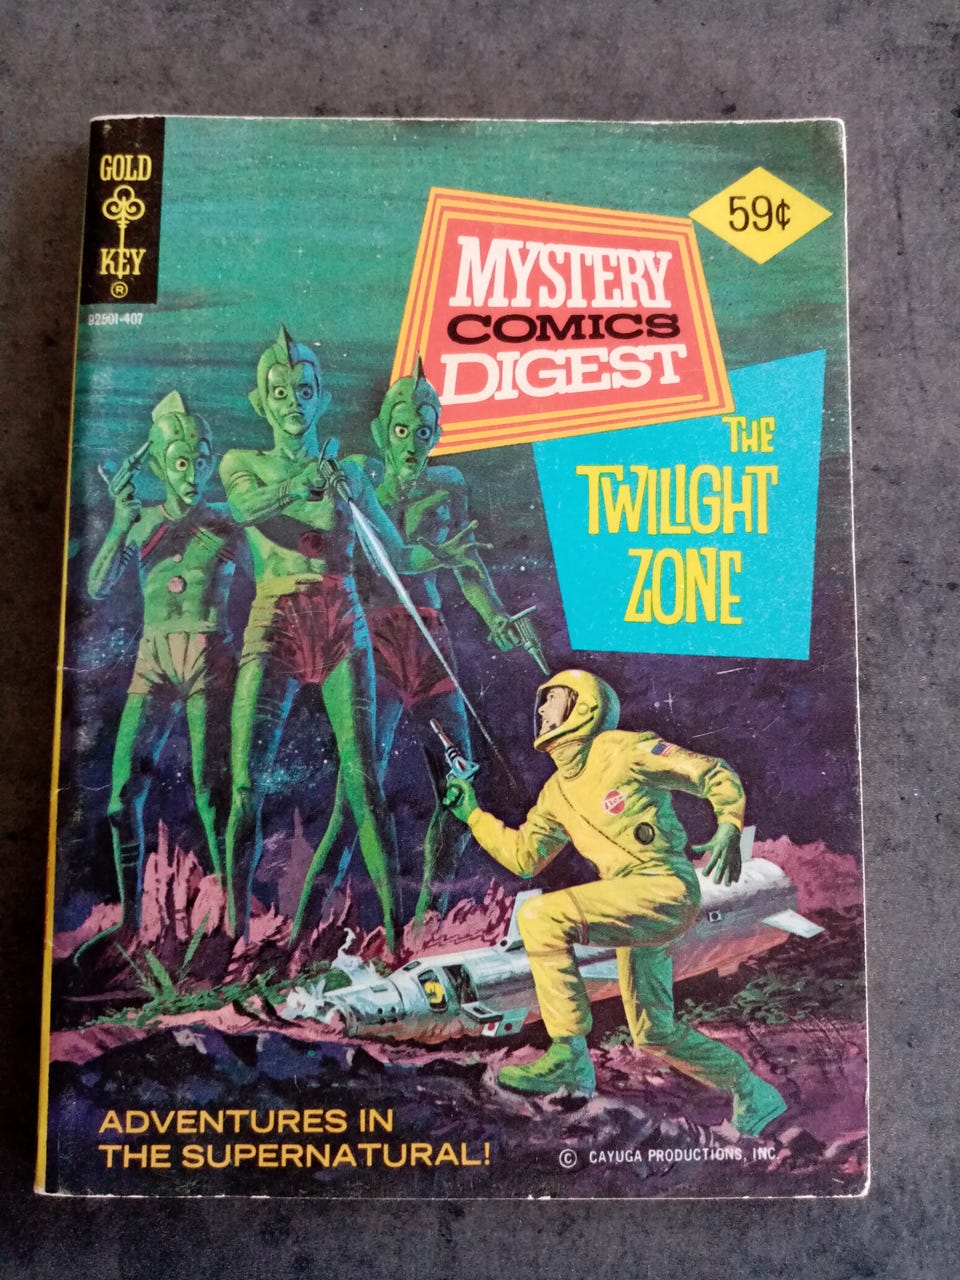 GOLD
KEY
®
92501-407
59¢
MYSTERY
COMICS
DIGEST
THE
TWILIGHT
ZONE
ADVENTURES IN
THE SUPERNATURAL!
© CAYUGA PRODUCTIONS, INC.